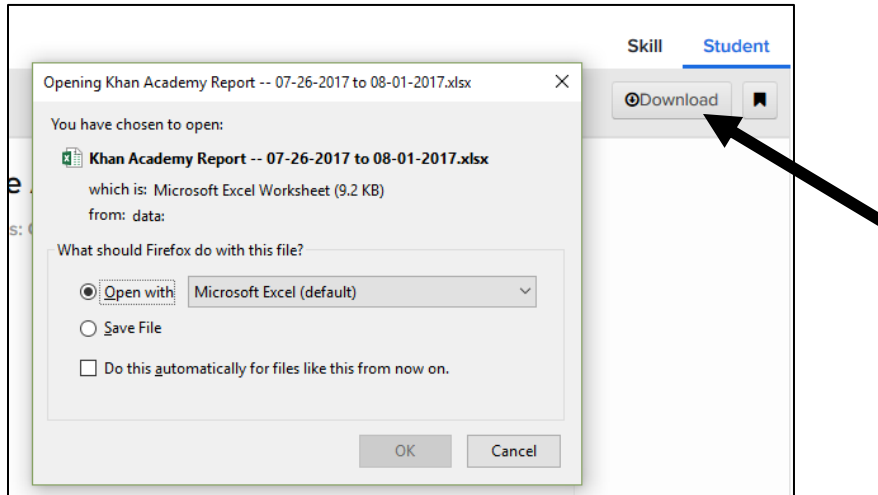 Skill Student
Opening Khan Academy Report -- 07-26-2017 to 08-01-2017.xlsx
Download
You have chosen to open:
Khan Academy Report -- 07-26-2017 to 08-01-2017.xlsx
which is: Microsoft Excel Worksheet (9.2 KB)
from: data:
What should Firefox do with this file?
Open with Microsoft Excel (default)
Save File
Do this automatically for files like this from now on.
OK Cancel
e
s: